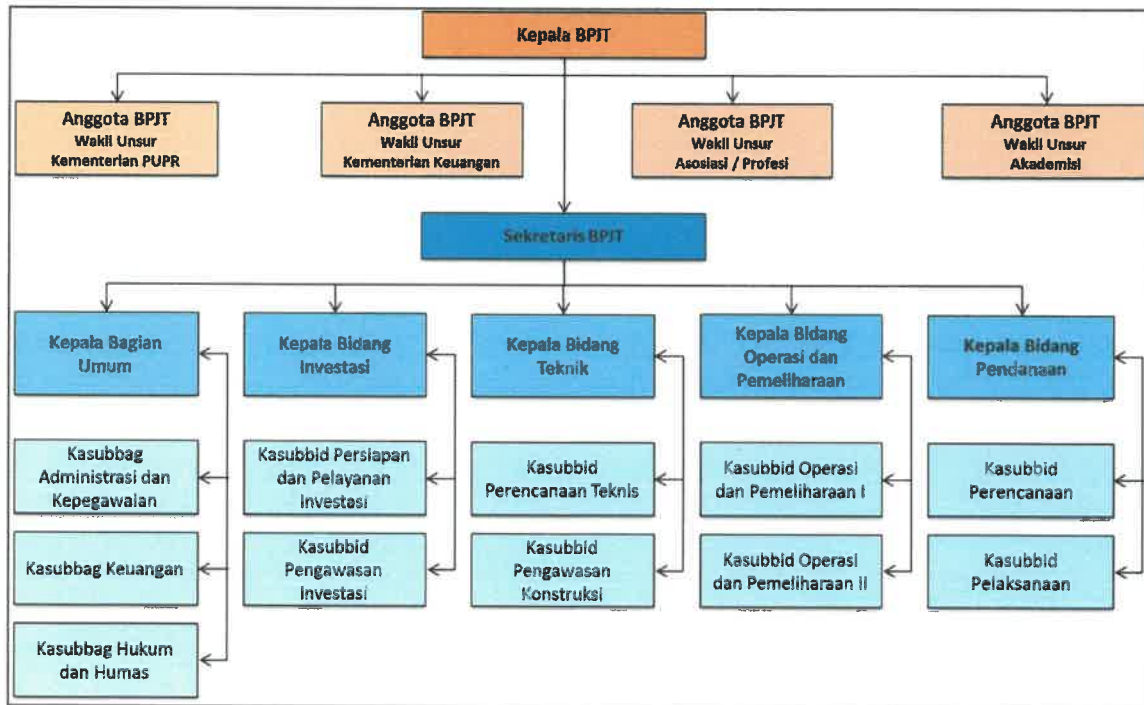 Kepala BPJT
Anggota BPJT
Wakil Unsur
Kementerian PUPR
Anggota BPJT
Wakil Unsur
Kementerian Keuangan
Anggota BPJT
Wakil Unsur
Asosiasi / Profesi
Anggota BPJT
Wakil Unsur
Akademisi
Sekretaris BPJT
Kepala Bagian
Umum
Kepala Bidang
Investasi
Kepala Bidang
Teknik
Kepala Bidang
Operasi dan
Pemeliharaan
Kepala Bidang
Pendanaan
Kasubbag
Administrasi dan
Kepegawaian
Kasubbid Persiapan
dan Pelayanan
Investasi
Kasubbid
Perencanaan Teknis
Kasubbid Operasi
dan Pemeliharaan I
Kasubbid
Perencanaan
Kasubbag Keuangan
Kasubbid
Pengawasan
Investasi
Kasubbid
Pengawasan
Konstruksi
Kasubbid Operasi
dan Pemeliharaan II
Kasubbid
Pelaksanaan
Kasubbag Hukum
dan Humas